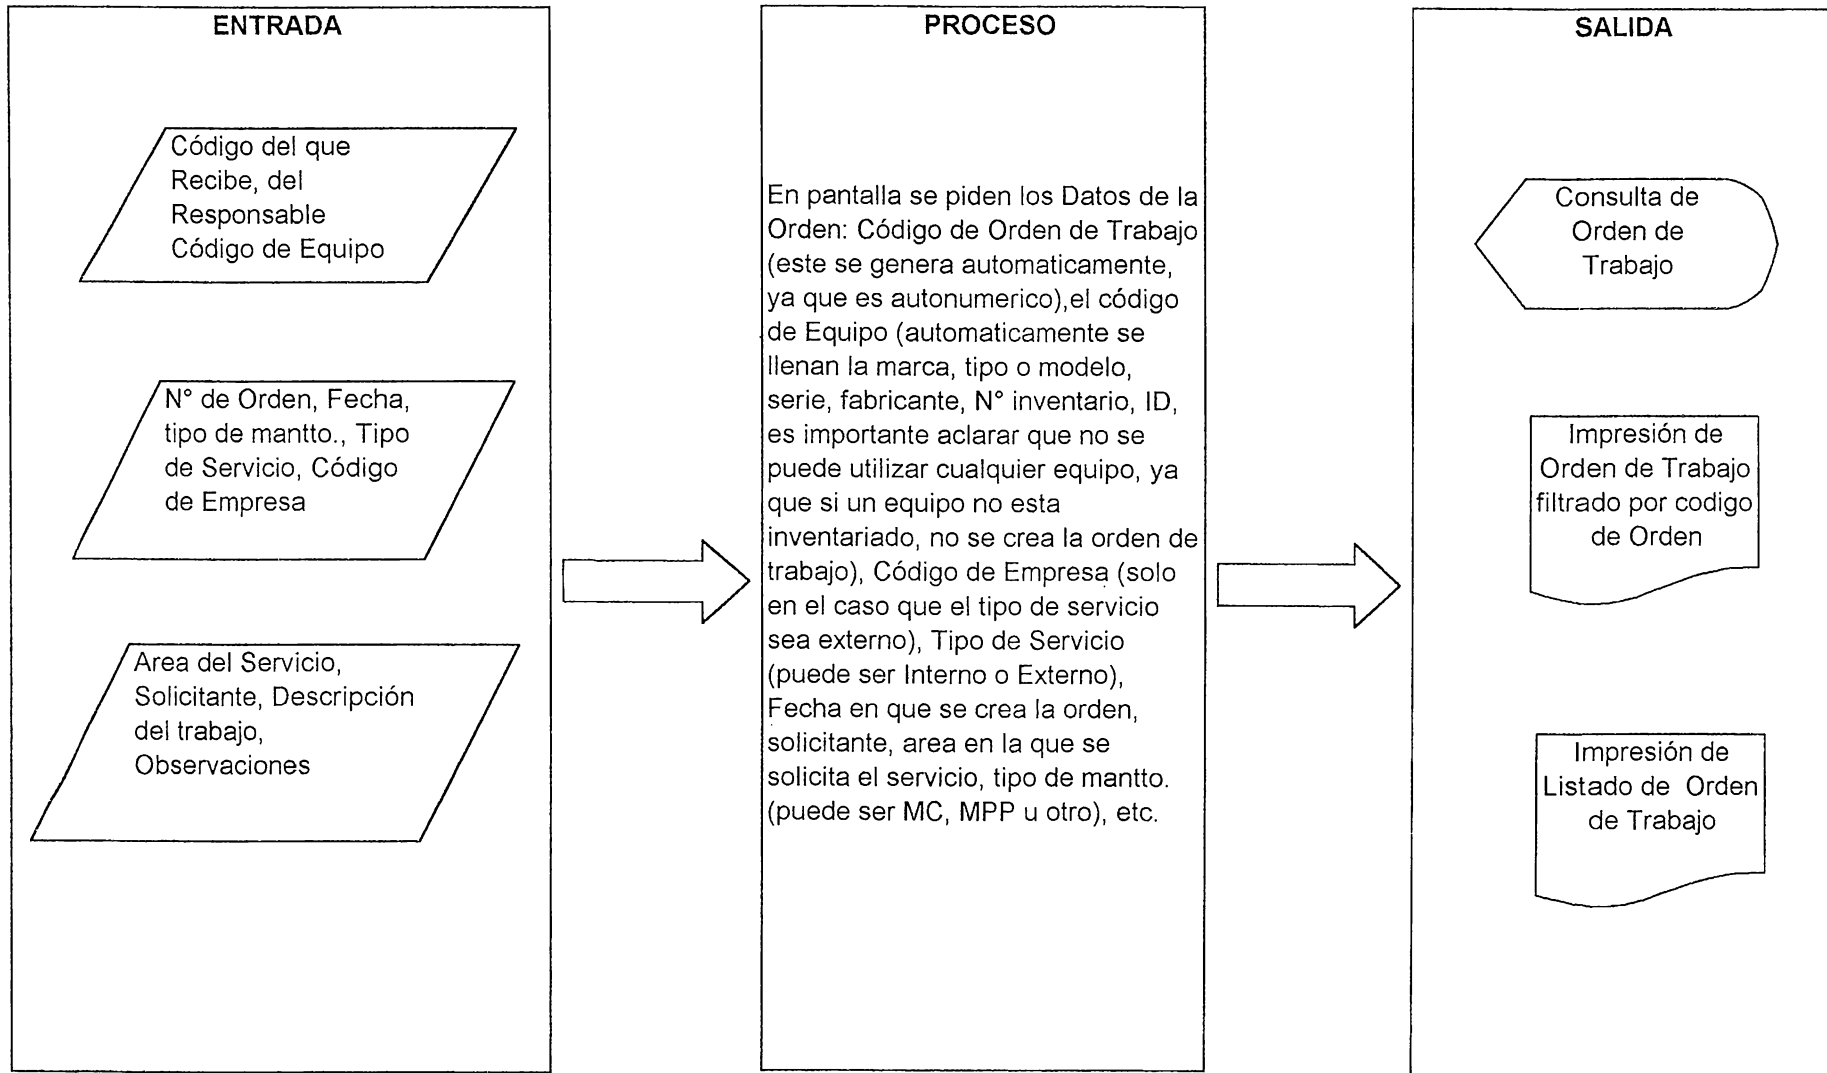 ENTRADA
Código del que
Recibe, del
Responsable
Código de Equipo
N° de Orden, Fecha,
tipo de mantto., Tipo
de Servicio, Código
de Empresa
Area del Servicio,
Solicitante, Descripción
del trabajo,
Observaciones
PROCESO
En pantalla se piden los Datos de la
Orden: Código de Orden de Trabajo
(este se genera automaticamente,
ya que es autonumerico),el código
de Equipo (automaticamente se
llenan la marca, tipo o modelo,
serie, fabricante, N° inventario, ID,
es importante aclarar que no se
puede utilizar cualquier equipo, ya
que si un equipo no esta
inventariado, no se crea la orden de
trabajo), Código de Empresa (solo
en el caso que el tipo de servicio
sea externo), Tipo de Servicio
(puede ser Interno o Externo),
Fecha en que se crea la orden,
solicitante, area en la que se
solicita el servicio, tipo de mantto.
(puede ser MC, MPP u otro), etc.
SALIDA
Consulta de
Orden de
Trabajo
Impresión de
Orden de Trabajo
filtrado por codigo
de Orden
Impresión de
Listado de Orden
de Trabajo